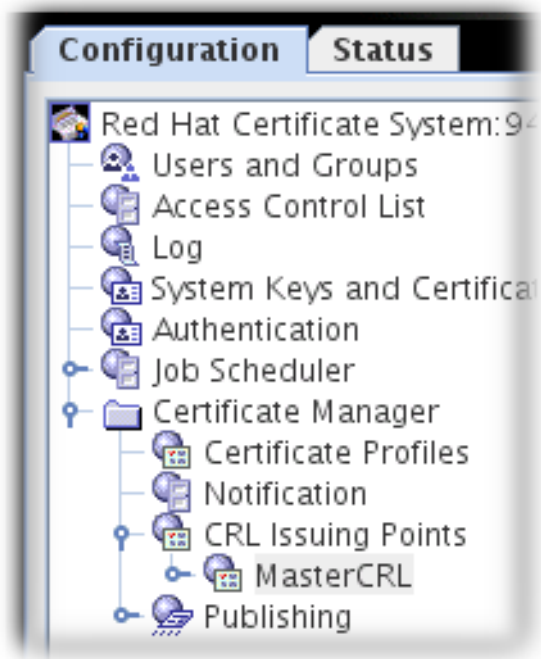 Configuration Status
Red Hat Certificate System:94
Users and Groups
Access Control List
Log
System Keys and Certificat
Authentication
Job Scheduler
Certificate Manager
Certificate Profiles
Notification
CRL Issuing Points
MasterCRL
Publishing